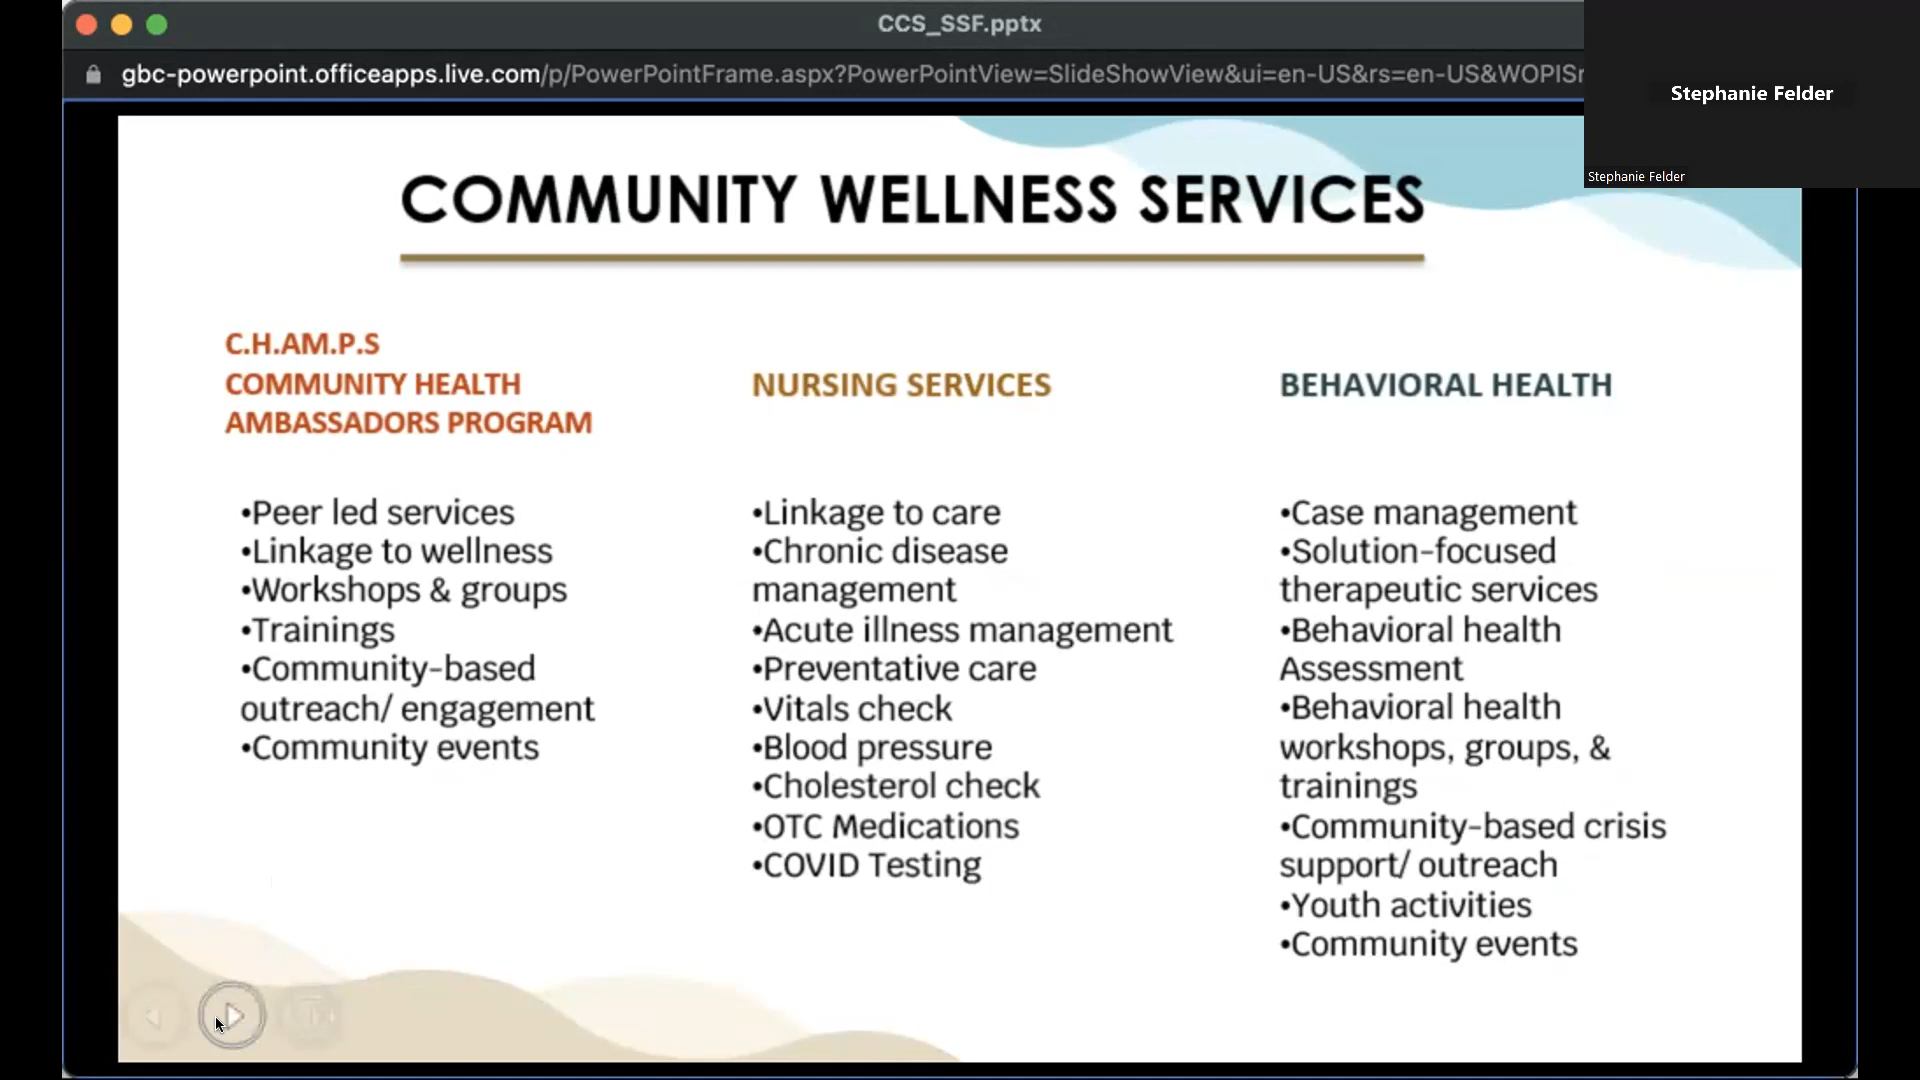 CCS_SSF.pptx
gbc-powerpoint.officeapps.live.com/p/PowerPointFrame.aspx?PowerPointView=SlideShowView&ui=en-US&rs=en-US&WOPISr
Stephanie Felder
Stephanie Felder
COMMUNITY WELLNESS SERVICES
C.H.AM.P.S
COMMUNITY HEALTH
AMBASSADORS PROGRAM
•Peer led services
•Linkage to wellness
•Workshops & groups
•Trainings
•Community-based
outreach/ engagement
•Community events
NURSING SERVICES
•Linkage to care
•Chronic disease
management
•Acute illness management
•Preventative care
•Vitals check
•Blood pressure
•Cholesterol check
•OTC Medications
•COVID Testing
BEHAVIORAL HEALTH
•Case management
•Solution-focused
therapeutic services
•Behavioral health
Assessment
•Behavioral health
workshops, groups, &
trainings
•Community-based crisis
support/ outreach
•Youth activities
•Community events